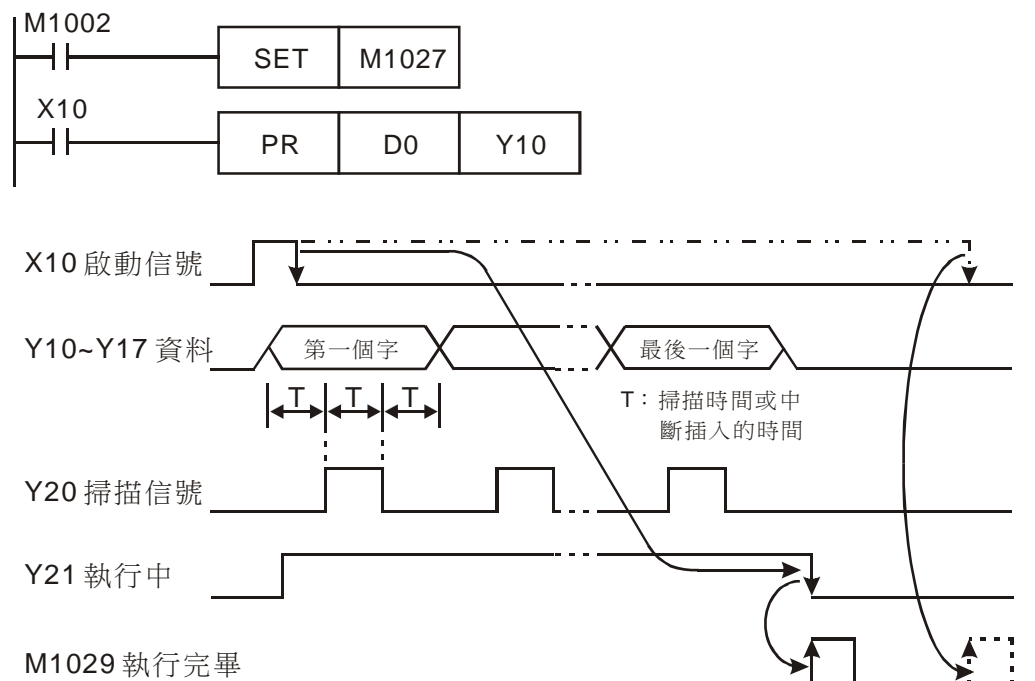 M1002
SET M1027
X10
PR D0 Y10
X10 啟動信號
Y10~Y17 資料
第一個字
最後一個字
T T T
T：掃描時間或中
斷插入的時間
Y20 掃描信號
Y21 執行中
M1029 執行完畢